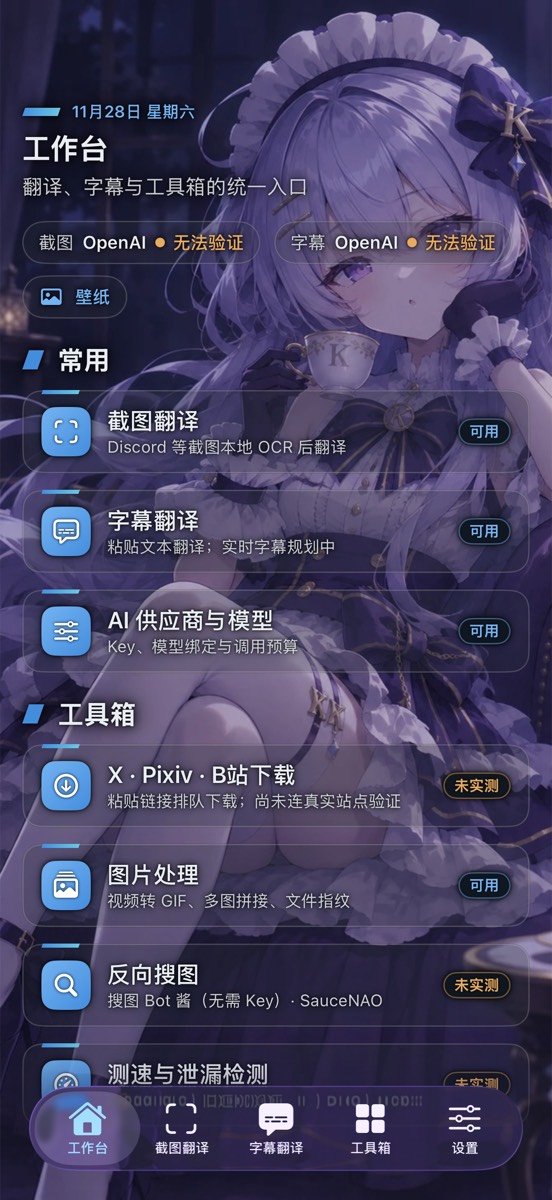 11月28日 星期六
工作台
翻译、字幕与工具箱的统一入口
截图 OpenAI 无法验证
字幕 OpenAI 无法验证
壁纸
常用
截图翻译
Discord 等截图本地 OCR 后翻译
可用
字幕翻译
粘贴文本翻译；实时字幕规划中
可用
AI 供应商与模型
Key、模型绑定与调用预算
可用
工具箱
X · Pixiv · B站下载
粘贴链接排队下载；尚未连真实站点验证
未实测
图片处理
视频转 GIF、多图拼接、文件指纹
可用
反向搜图
搜图 Bot 酱（无需 Key）· SauceNAO
未实测
测速与泄漏检测
未实测
工作台
截图翻译
字幕翻译
工具箱
设置
K
K